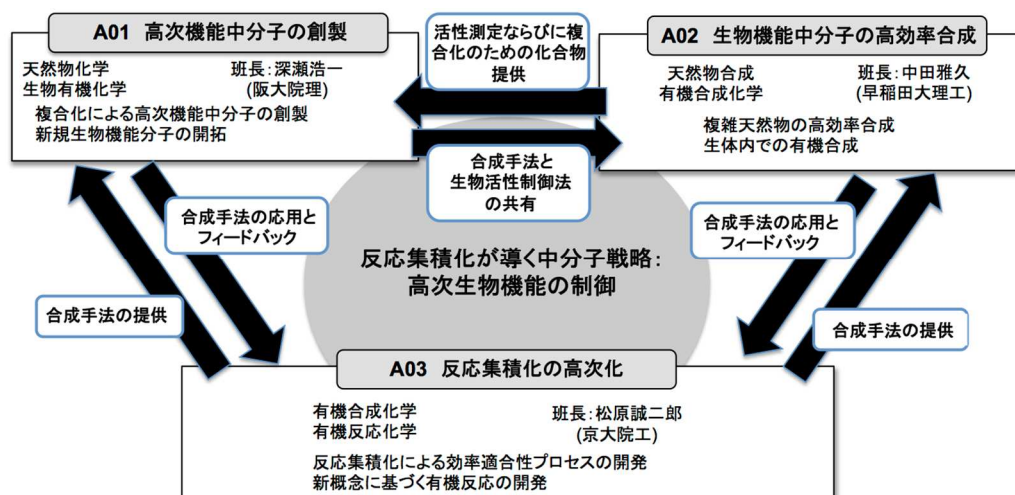 A01 高次機能中分子の創製
天然物化学 班長：深瀬浩一
生物有機化学 (阪大院理)
複合化による高次機能中分子の創製
新規生物機能分子の開拓
活性測定ならびに複
合化のための化合物
提供
A02 生物機能中分子の高効率合成
天然物合成 班長：中田雅久
有機合成化学 (早稲田大理工)
複雑天然物の高効率合成
生体内での有機合成
合成手法と
生物活性制御法
の共有
合成手法の応用と
フィードバック
合成手法の応用と
フィードバック
反応集積化が導く中分子戦略：
高次生物機能の制御
合成手法の提供
合成手法の提供
A03 反応集積化の高次化
有機合成化学 班長：松原誠二郎
有機反応化学 (京大院工)
反応集積化による効率適合性プロセスの開発
新概念に基づく有機反応の開発